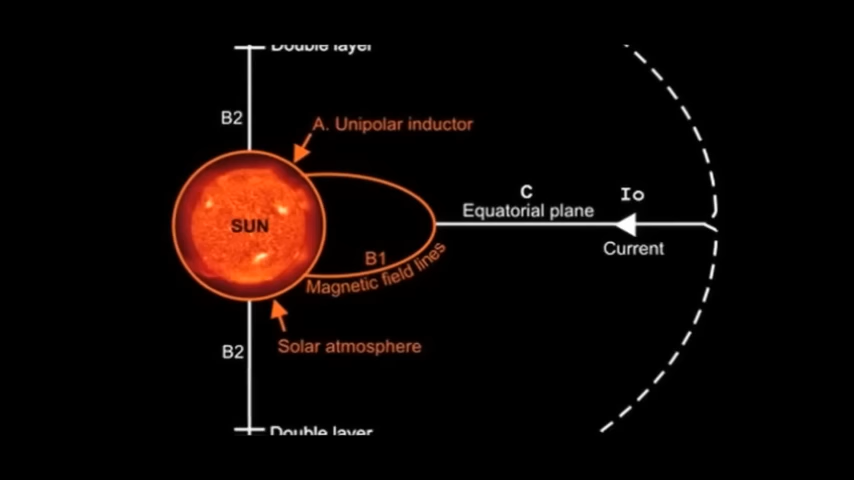 Double layer
B2
A. Unipolar inductor
C
Io
Equatorial plane
SUN
Current
B1
Magnetic field lines
B2
Solar atmosphere
Double layer